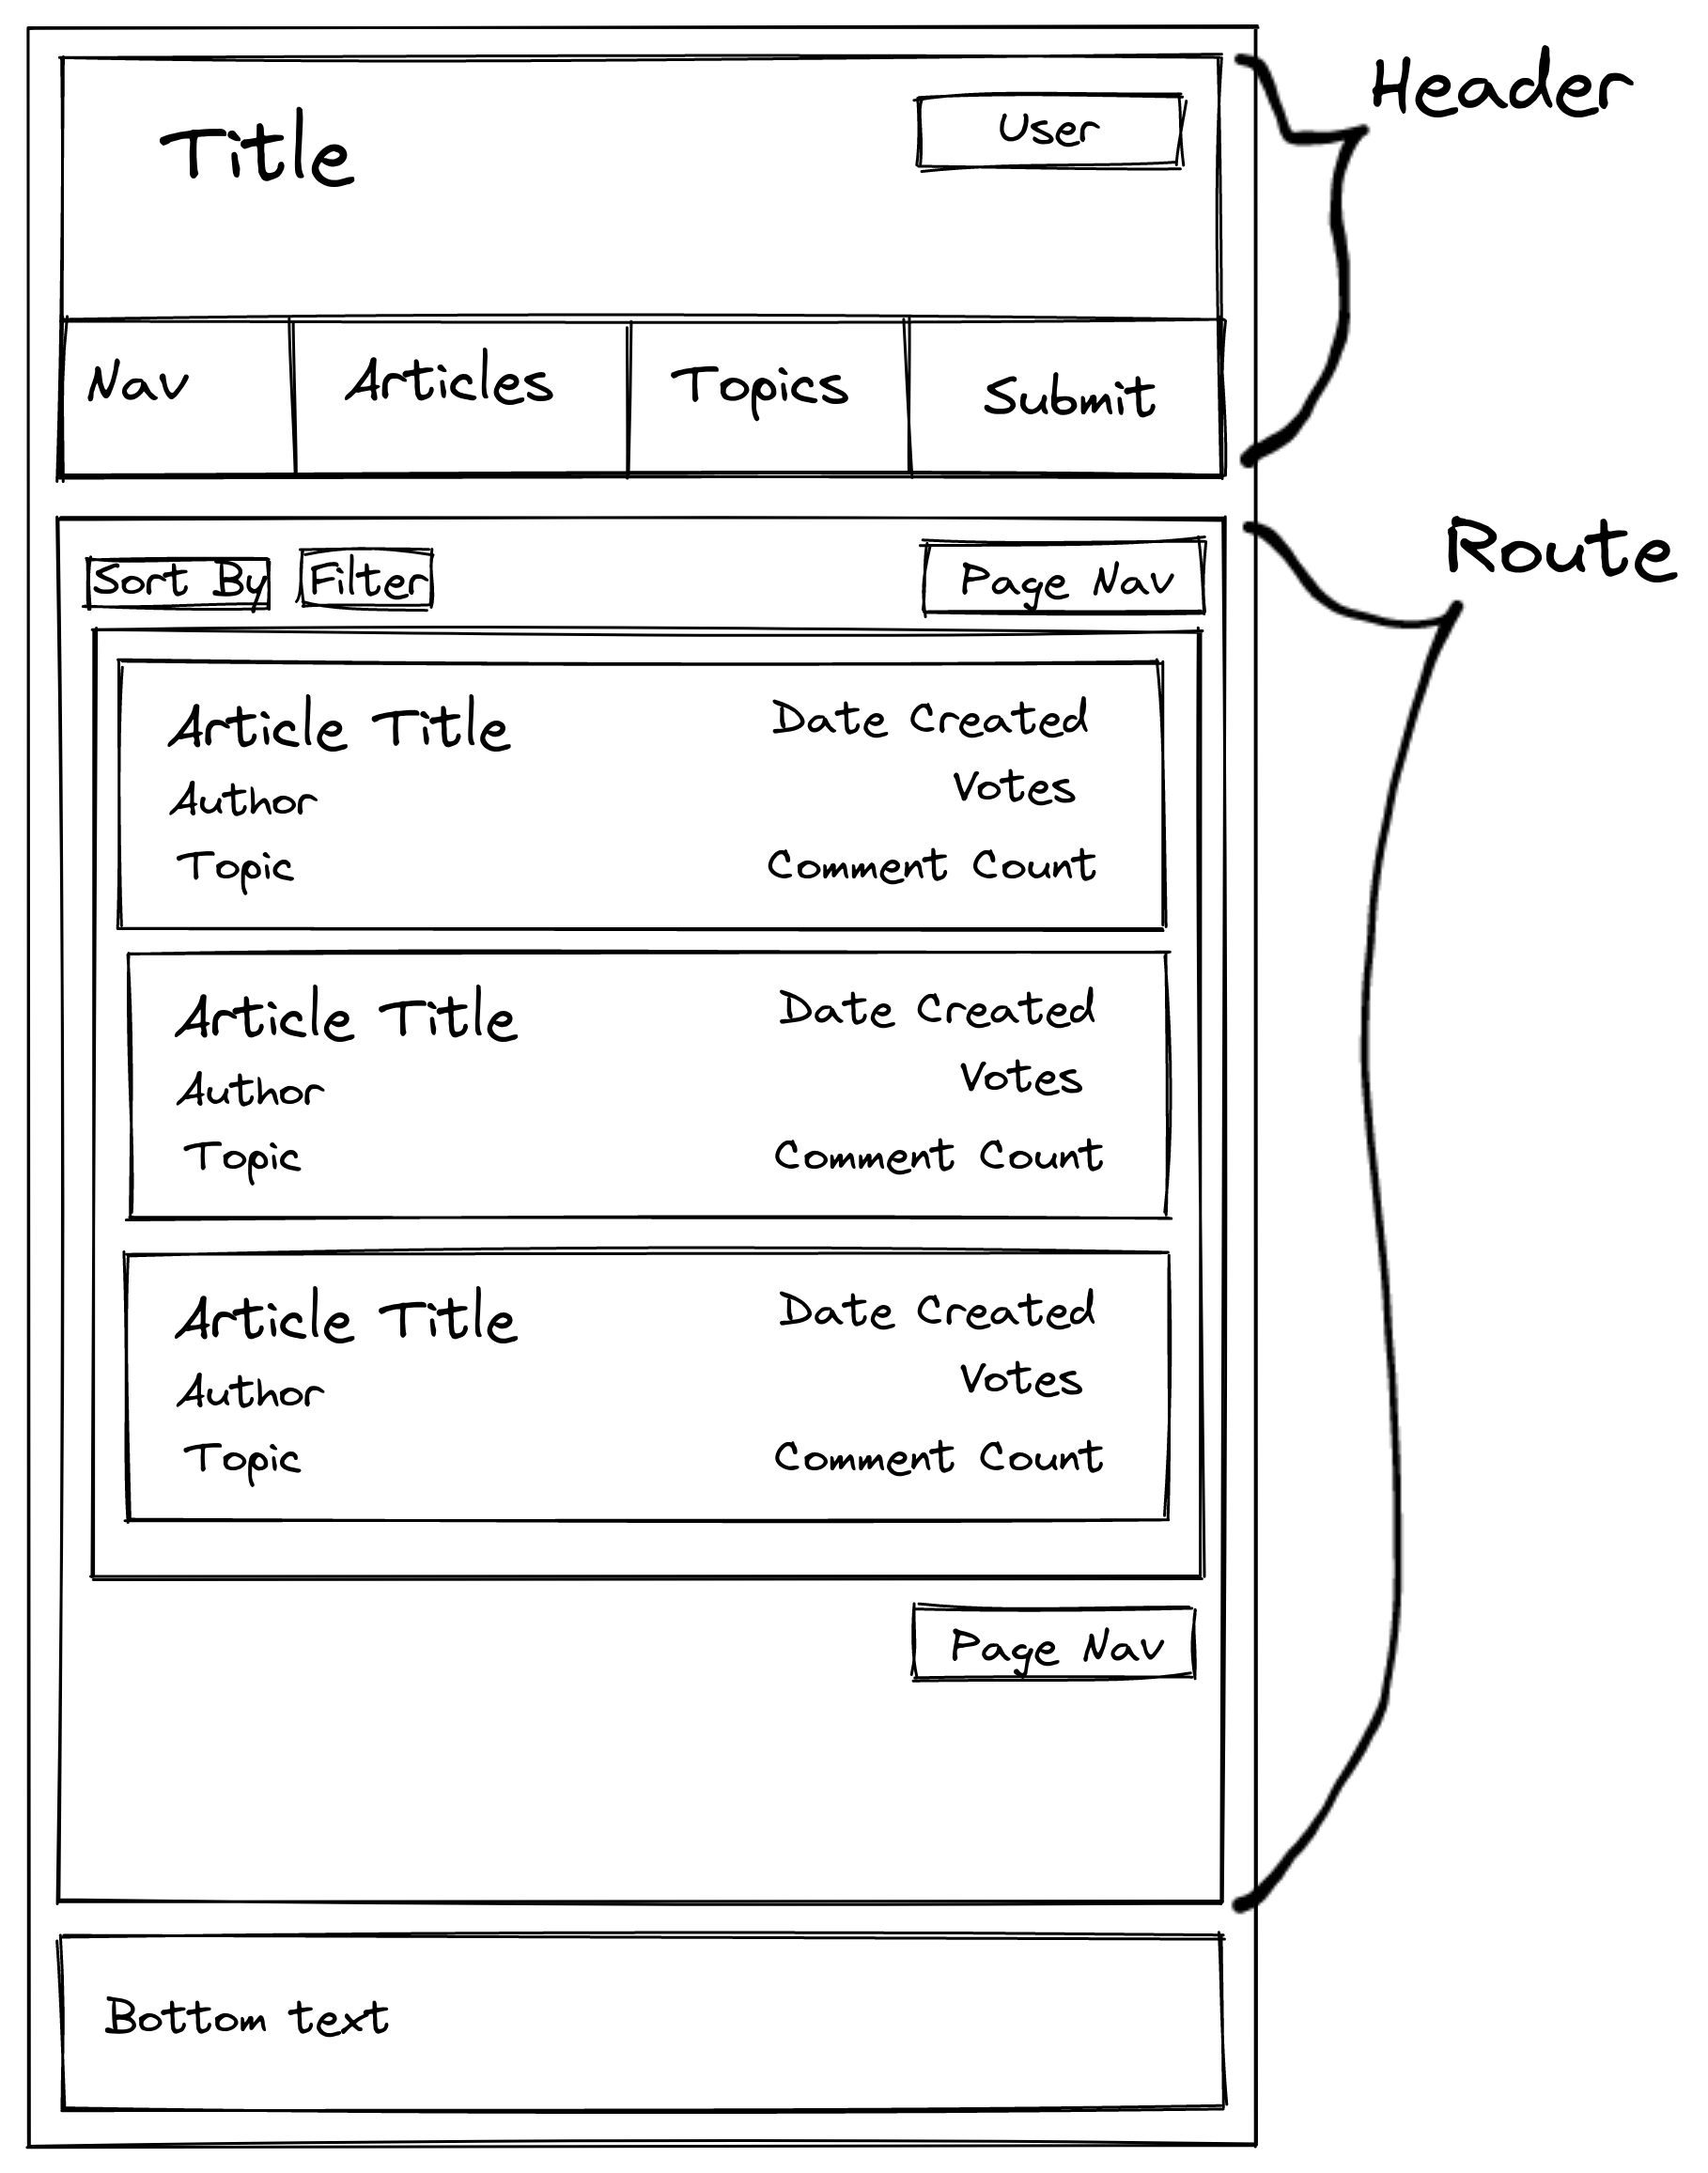 Header
Title
User
Nav Articles Topics Submit
Route
Sort By Filter Page Nav
Article Title Date Created
Author Votes
Topic Comment Count
Article Title Date Created
Author Votes
Topic Comment Count
Article Title Date Created
Author Votes
Topic Comment Count
Page Nav
Bottom text